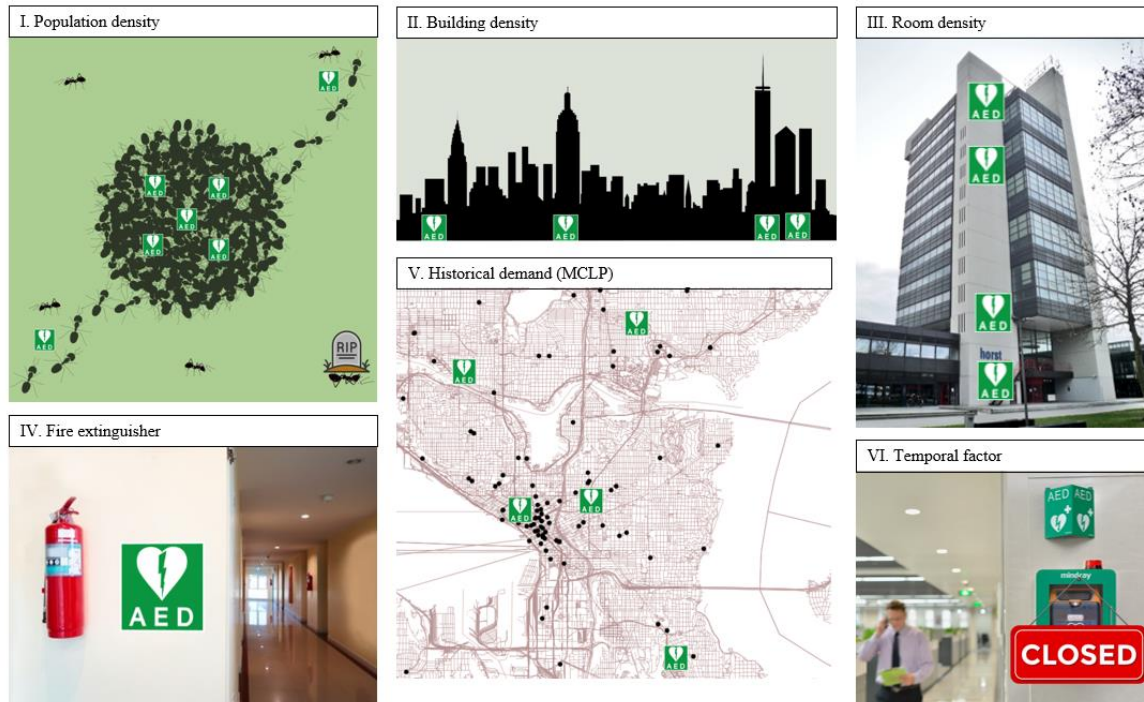 I. Population density
AED
AED
AED
AED
AED
AED
AED
RIP
II. Building density
AED
AED
AED
AED
III. Room density
AED
AED
AED
horst
AED
IV. Fire extinguisher
AED
V. Historical demand (MCLP)
AED
AED
AED
AED
AED
VI. Temporal factor
AED AED
mindray
CLOSED